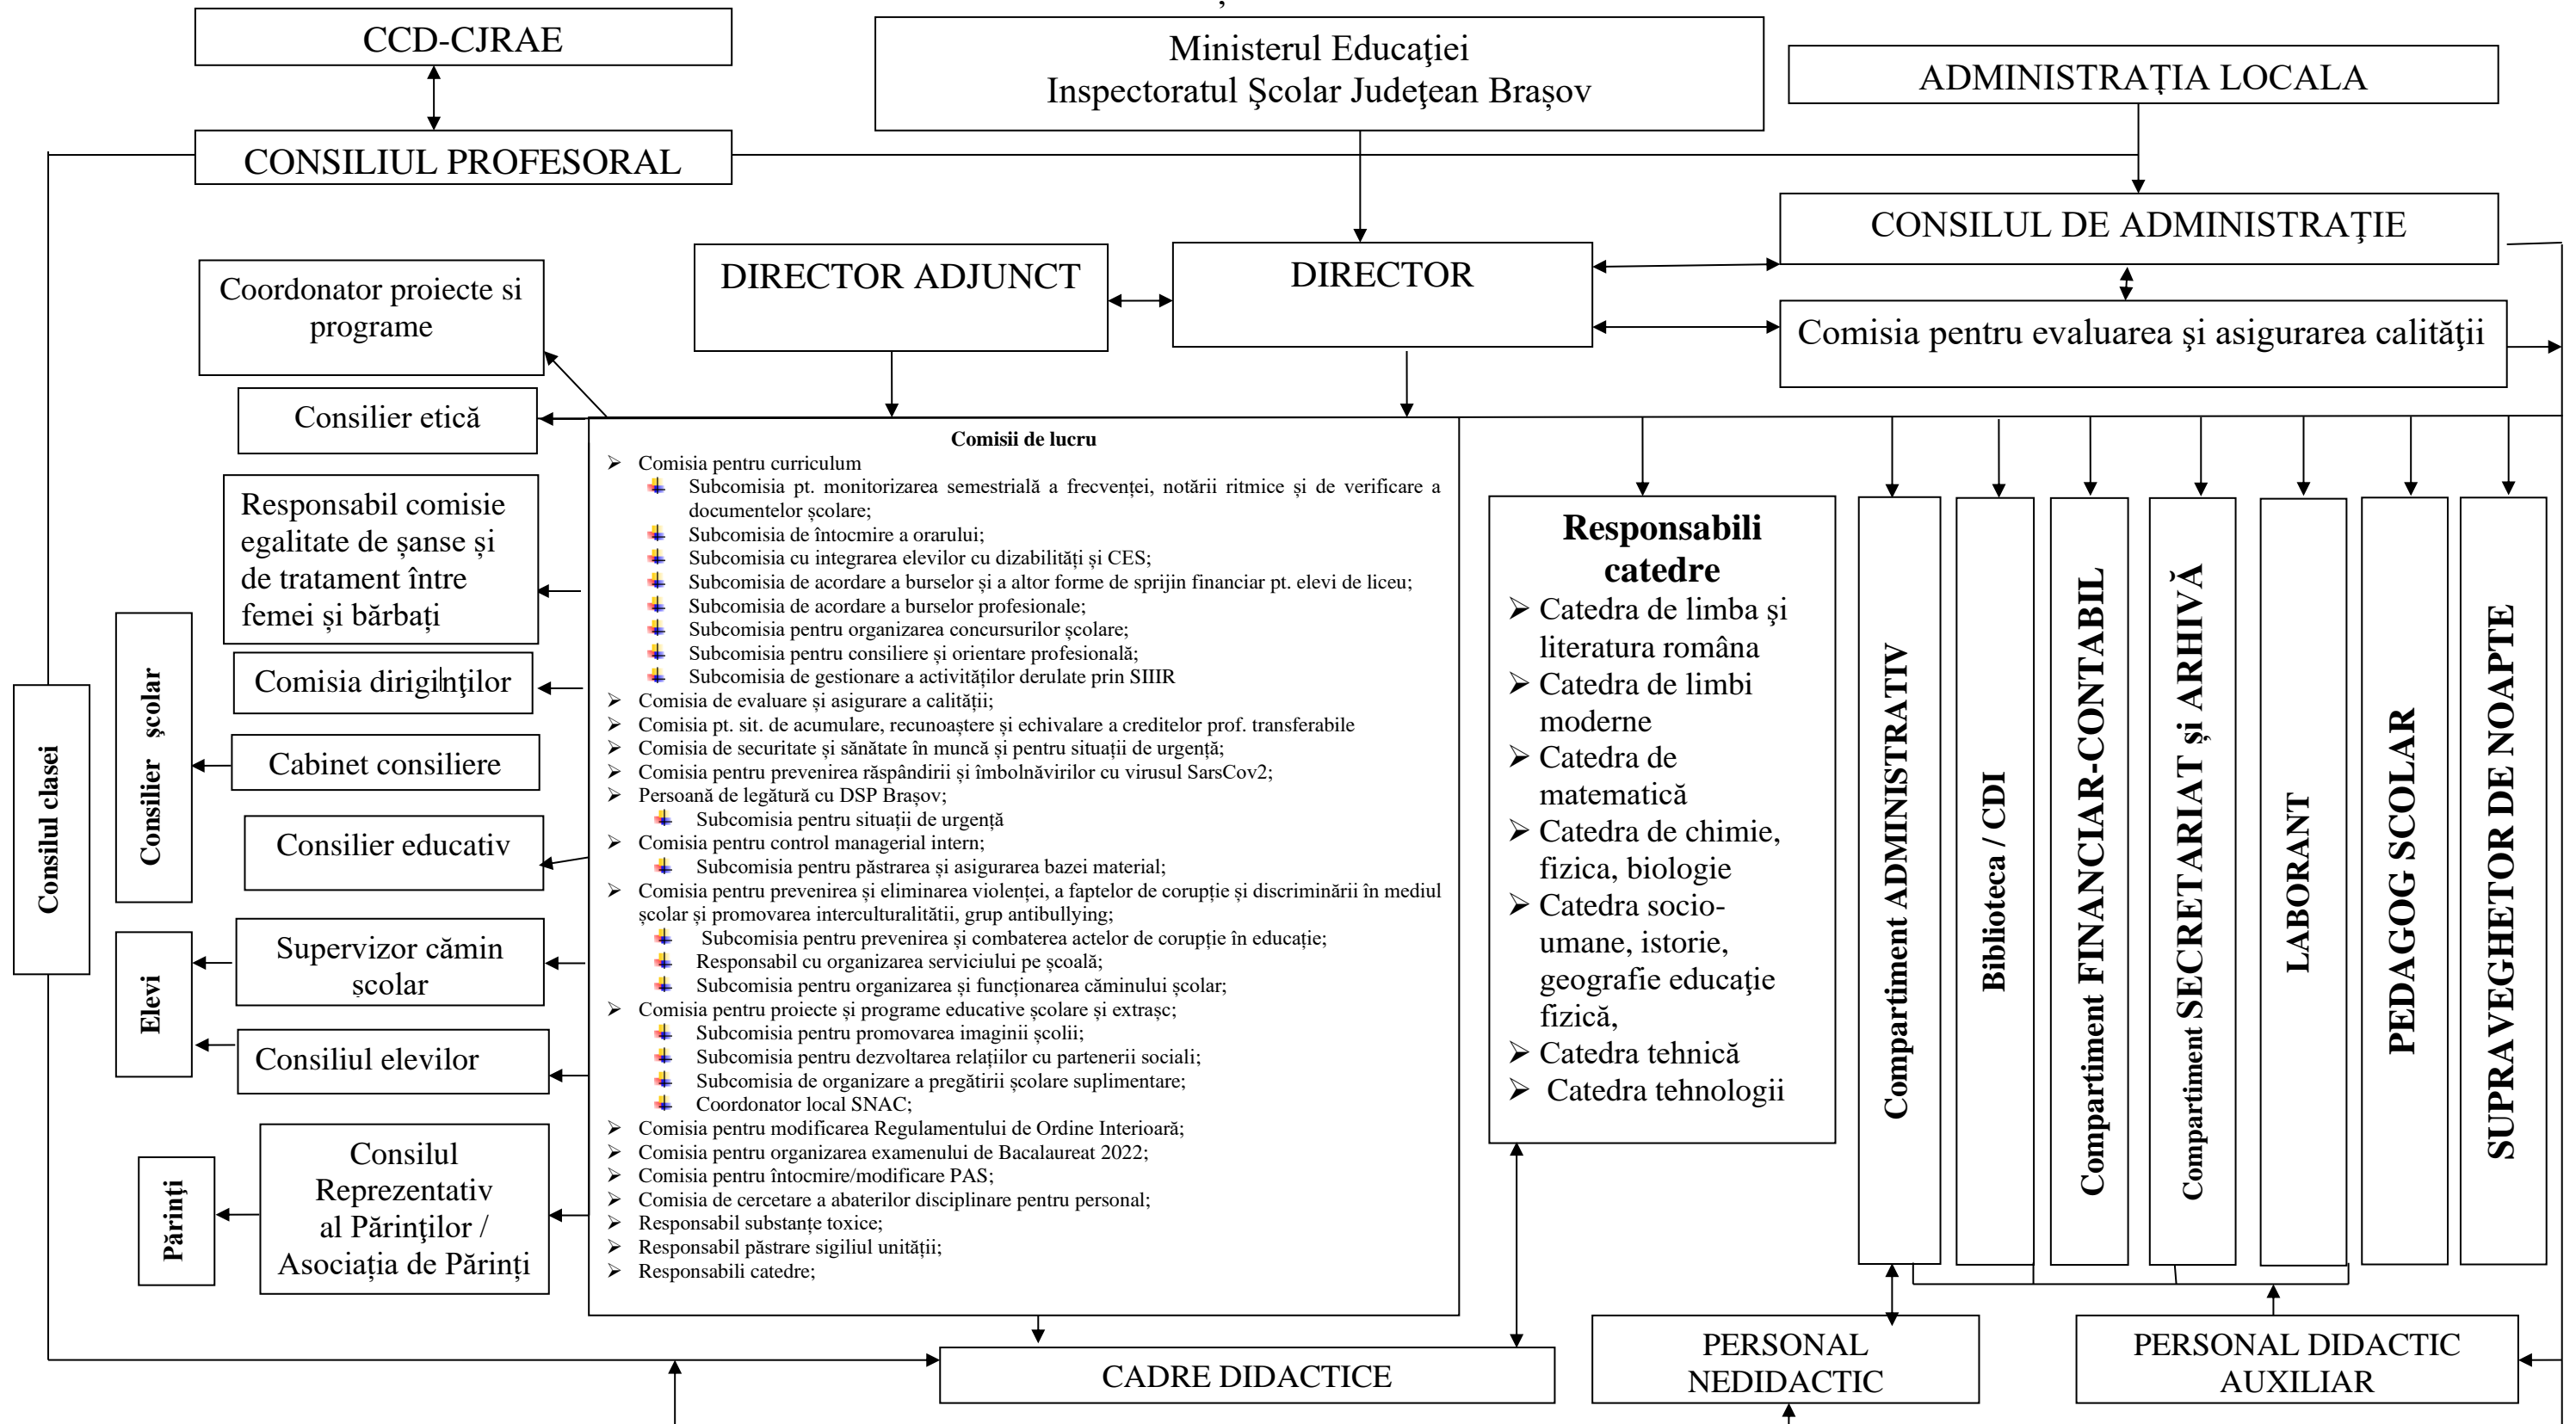 CCD-CJRAE
Ministerul Educaţiei
Inspectoratul Şcolar Judeţean Brașov
ADMINISTRAȚIA LOCALA
CONSILIUL PROFESORAL
CONSILUL DE ADMINISTRAŢIE
DIRECTOR ADJUNCT
DIRECTOR
Comisia pentru evaluarea şi asigurarea calităţii
Coordonator proiecte si
programe
Consilier etică
Responsabil comisie
egalitate de șanse și
de tratament între
femei și bărbați
Comisia diriginţilor
Cabinet consiliere
Consilier educativ
Supervizor cămin
școlar
Consiliul elevilor
Consilul
Reprezentativ
al Părinţilor /
Asociația de Părinți
Consilul clasei
Consilier şcolar
Elevi
Părinţi
Comisii de lucru
Comisia pentru curriculum
Subcomisia pt. monitorizarea semestrială a frecvenței, notării ritmice și de verificare a
documentelor școlare;
Subcomisia de întocmire a orarului;
Subcomisia cu integrarea elevilor cu dizabilități și CES;
Subcomisia de acordare a burselor și a altor forme de sprijin financiar pt. elevi de liceu;
Subcomisia de acordare a burselor profesionale;
Subcomisia pentru organizarea concursurilor școlare;
Subcomisia pentru consiliere și orientare profesională;
Subcomisia de gestionare a activităților derulate prin SIIIR
Comisia de evaluare și asigurare a calității;
Comisia pt. sit. de acumulare, recunoaștere și echivalare a creditelor prof. transferabile
Comisia de securitate și sănătate în muncă și pentru situații de urgență;
Comisia pentru prevenirea răspândirii și îmbolnăvirilor cu virusul SarsCov2;
Persoană de legătură cu DSP Brașov;
Subcomisia pentru situații de urgență
Comisia pentru control managerial intern;
Subcomisia pentru păstrarea și asigurarea bazei material;
Comisia pentru prevenirea și eliminarea violenței, a faptelor de corupție și discriminării în mediul
școlar și promovarea interculturalitătii, grup antibullying;
Subcomisia pentru prevenirea și combaterea actelor de corupție în educație;
Responsabil cu organizarea serviciului pe școală;
Subcomisia pentru organizarea și funcționarea căminului școlar;
Comisia pentru proiecte și programe educative școlare și extrașc;
Subcomisia pentru promovarea imaginii școlii;
Subcomisia pentru dezvoltarea relațiilor cu partenerii sociali;
Subcomisia de organizare a pregătirii școlare suplimentare;
Coordonator local SNAC;
Comisia pentru modificarea Regulamentului de Ordine Interioară;
Comisia pentru organizarea examenului de Bacalaureat 2022;
Comisia pentru întocmire/modificare PAS;
Comisia de cercetare a abaterilor disciplinare pentru personal;
Responsabil substanțe toxice;
Responsabil păstrare sigiliul unității;
Responsabili catedre;
Responsabili
catedre
Catedra de limba şi
literatura româna
Catedra de limbi
moderne
Catedra de
matematică
Catedra de chimie,
fizica, biologie
Catedra socio-
umane, istorie,
geografie educaţie
fizică,
Catedra tehnică
Catedra tehnologii
Compartiment ADMINISTRATIV
Biblioteca / CDI
Compartiment FINANCIAR-CONTABIL
Compartiment SECRETARIAT și ARHIVĂ
LABORANT
PEDAGOG SCOLAR
SUPRAVEGHETOR DE NOAPTE
CADRE DIDACTICE
PERSONAL
NEDIDACTIC
PERSONAL DIDACTIC
AUXILIAR